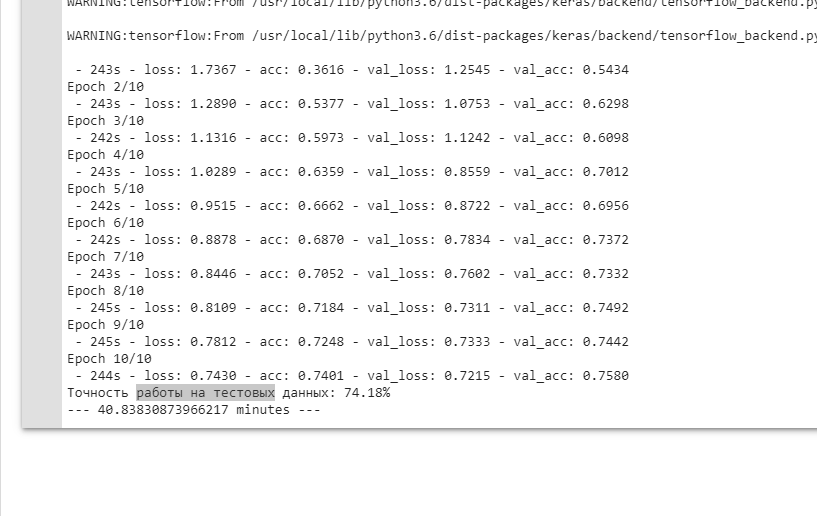 WARNING:tensorflow:From /usr/local/lib/python3.6/dist-packages/keras/backend/tensorflow_backend.py
WARNING:tensorflow:From /usr/local/lib/python3.6/dist-packages/keras/backend/tensorflow_backend.py
- 243s - loss: 1.7367 - acc: 0.3616 - val_loss: 1.2545 - val_acc: 0.5434
Epoch 2/10
- 243s - loss: 1.2890 - acc: 0.5377 - val_loss: 1.0753 - val_acc: 0.6298
Epoch 3/10
- 242s - loss: 1.1316 - acc: 0.5973 - val_loss: 1.1242 - val_acc: 0.6098
Epoch 4/10
- 243s - loss: 1.0289 - acc: 0.6359 - val_loss: 0.8559 - val_acc: 0.7012
Epoch 5/10
- 242s - loss: 0.9515 - acc: 0.6662 - val_loss: 0.8722 - val_acc: 0.6956
Epoch 6/10
- 242s - loss: 0.8878 - acc: 0.6870 - val_loss: 0.7834 - val_acc: 0.7372
Epoch 7/10
- 243s - loss: 0.8446 - acc: 0.7052 - val_loss: 0.7602 - val_acc: 0.7332
Epoch 8/10
- 245s - loss: 0.8109 - acc: 0.7184 - val_loss: 0.7311 - val_acc: 0.7492
Epoch 9/10
- 245s - loss: 0.7812 - acc: 0.7248 - val_loss: 0.7333 - val_acc: 0.7442
Epoch 10/10
- 244s - loss: 0.7430 - acc: 0.7401 - val_loss: 0.7215 - val_acc: 0.7580
Точность работы на тестовых данных: 74.18%
--- 40.83830873966217 minutes ---